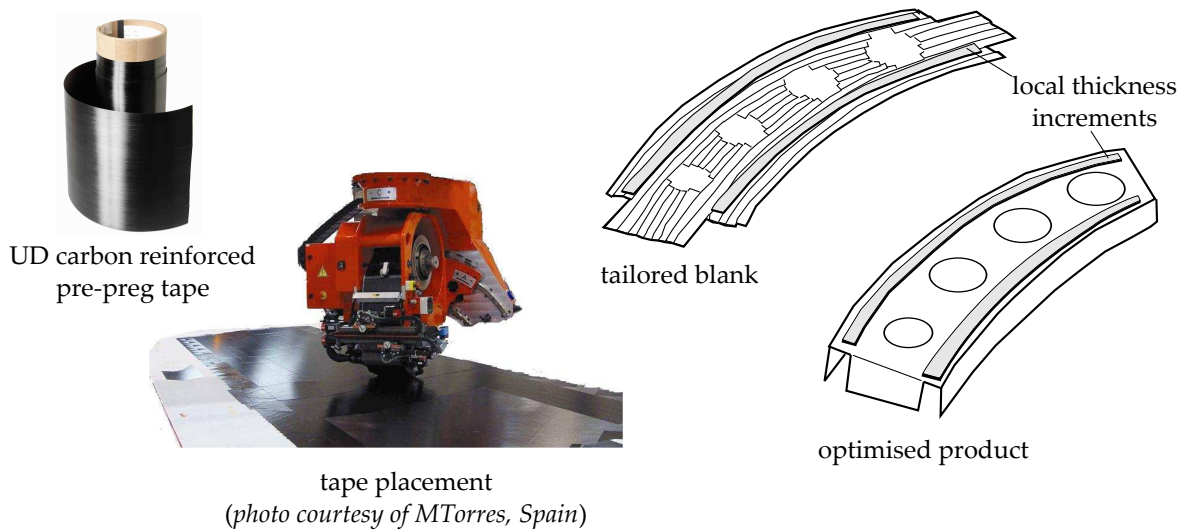 UD carbon reinforced
pre-preg tape
tape placement
(photo courtesy of MTorres, Spain)
tailored blank
local thickness
increments
optimised product